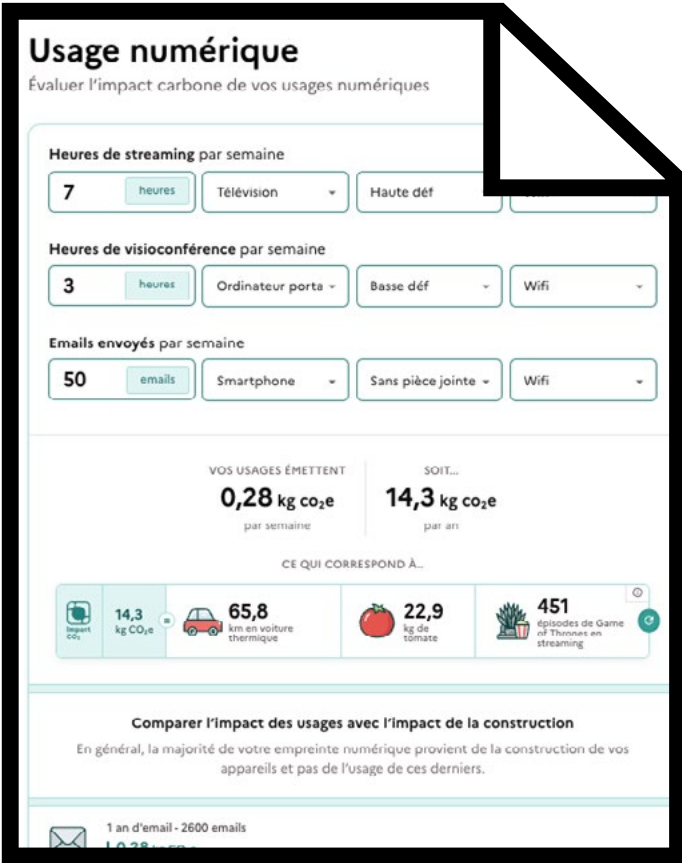 Usage numérique
Évaluer l'impact carbone de vos usages numériques
Heures de streaming par semaine
7 heures Télévision Haute déf
Heures de visioconférence par semaine
3 heures Ordinateur porta Basse déf Wifi
Emails envoyés par semaine
50 emails Smartphone Sans pièce jointe Wifi
VOS USAGES ÉMETTENT SOIT...
0,28 kg co₂e 14,3 kg co₂e
par semaine par an
CE QUI CORRESPOND À...
Impact CO₂
14,3 kg CO₂e
=
65,8
km en voiture
thermique
22,9
kg de
tomate
451
épisodes de Game
of Thrones en
streaming
Comparer l'impact des usages avec l'impact de la construction
En général, la majorité de votre empreinte numérique provient de la construction de vos
appareils et pas de l'usage de ces derniers.
1 an d'email - 2600 emails